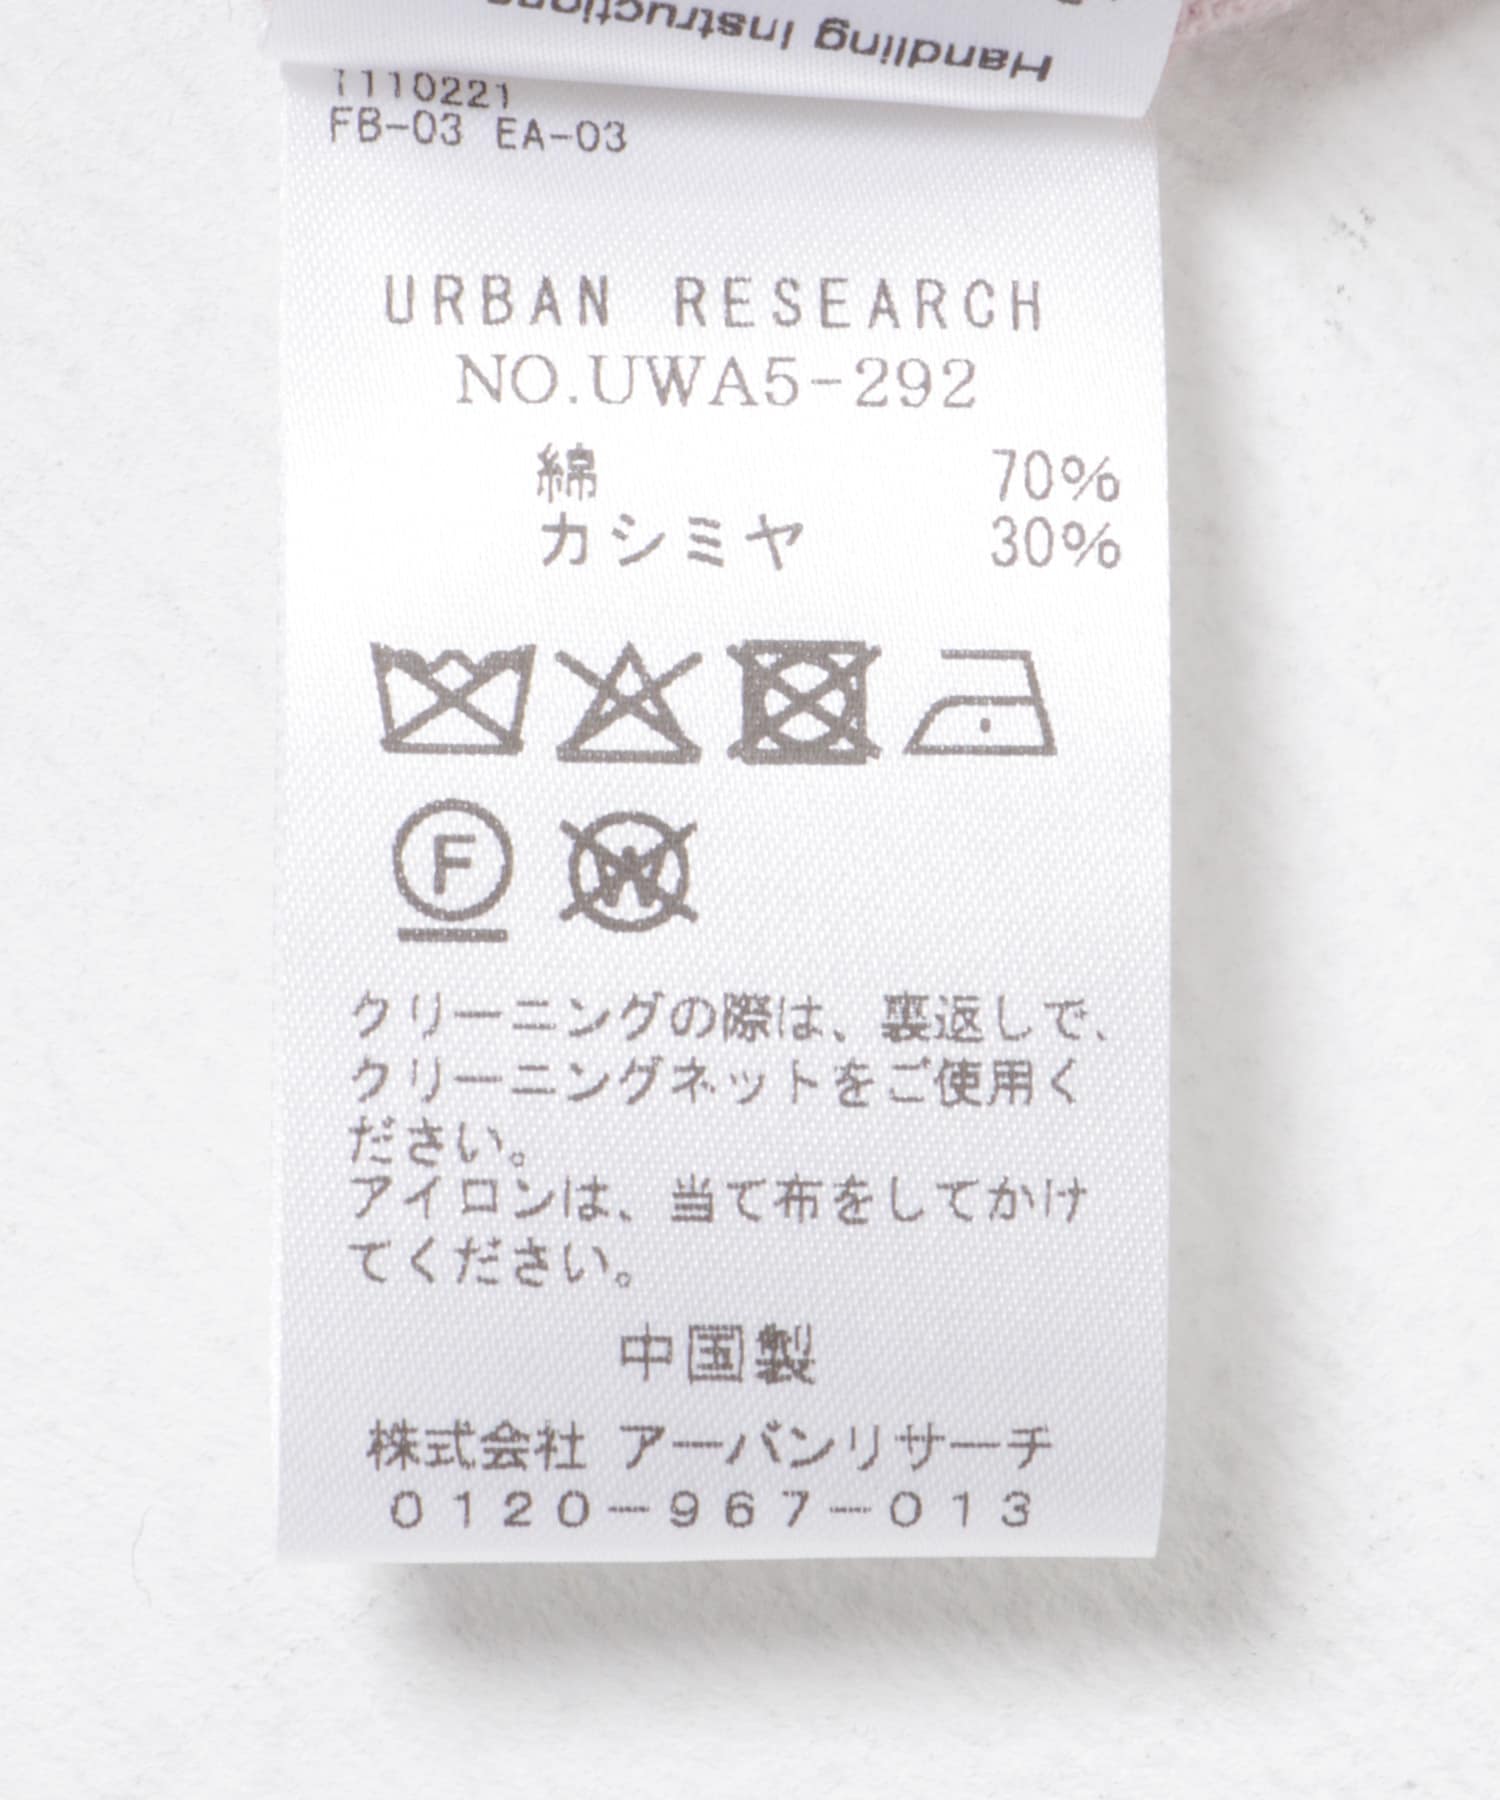 Handling Instructions
1110221
FB-03 EA-03
URBAN RESEARCH
NO.UWA5-292
綿 70%
カシミヤ 30%
F
W
クリーニングの際は、裏返しで、
クリーニングネットをご使用く
ださい。
アイロンは、当て布をしてかけ
てください。
中国製
株式会社 アーバンリサーチ
0120-967-013